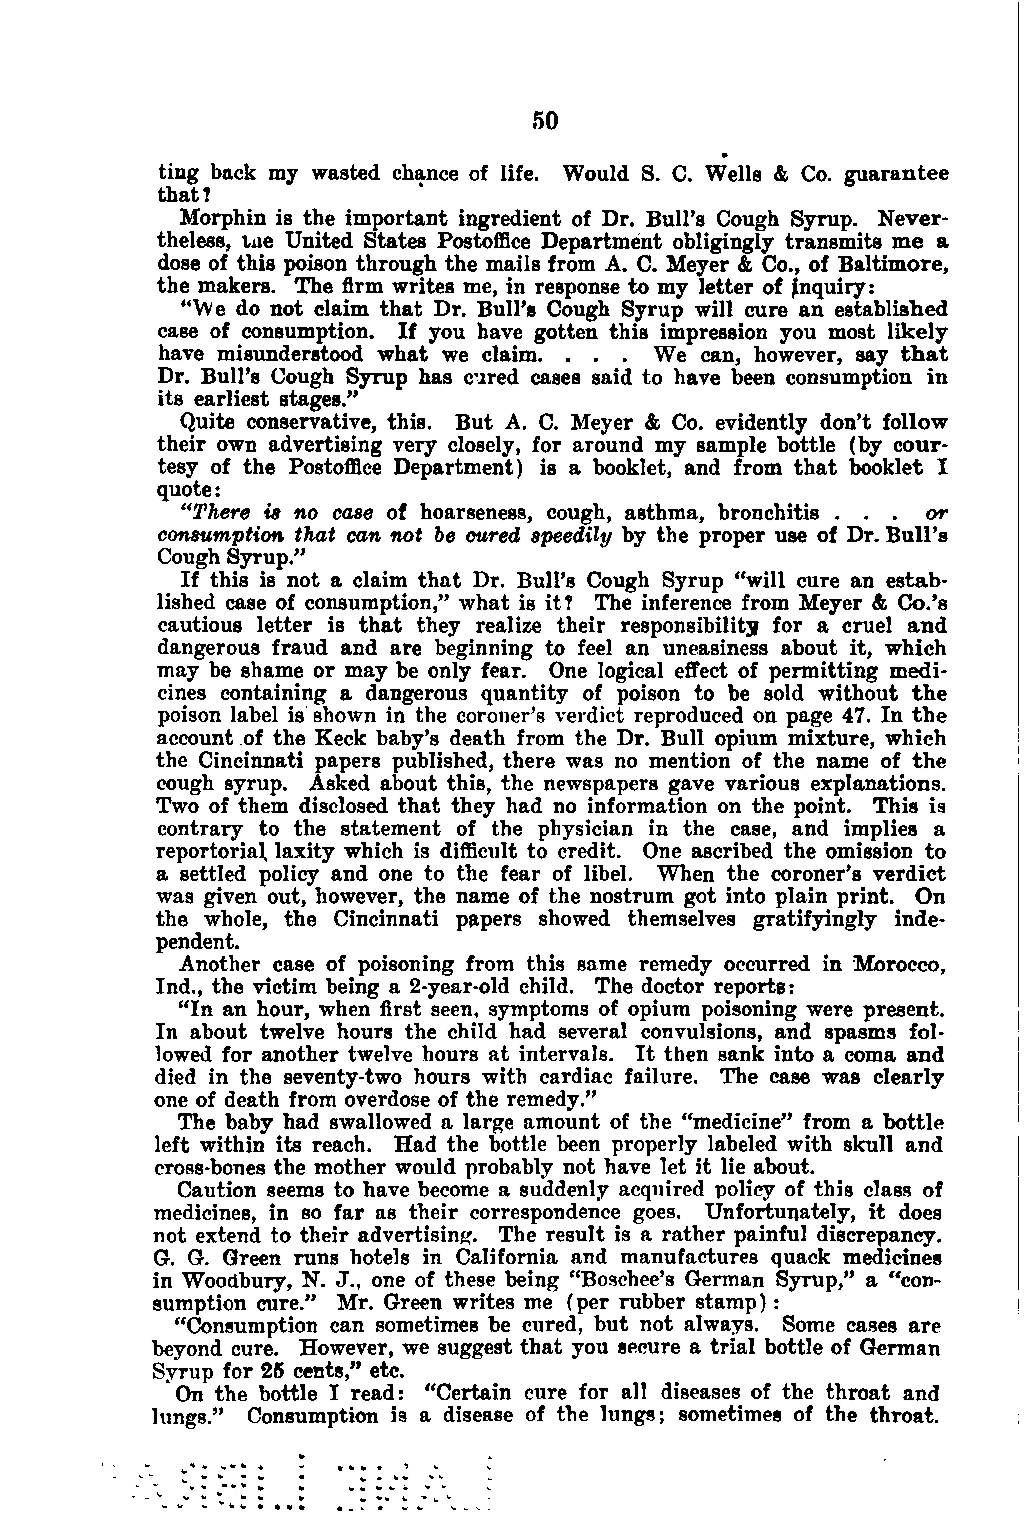 50
ting back my wasted chance of life. Would S. C. Wells & Co. guarantee
that?
Morphin is the important ingredient of Dr. Bull's Cough Syrup. Never-
theless, the United States Postoffice Department obligingly transmits me a
dose of this poison through the mails from A. C. Meyer & Co., of Baltimore,
the makers. The firm writes me, in response to my letter of inquiry:
"We do not claim that Dr. Bull's Cough Syrup will cure an established
case of consumption. If you have gotten this impression you most likely
have misunderstood what we claim. . . . We can, however, say that
Dr. Bull's Cough Syrup has cured cases said to have been consumption in
its earliest stages."
Quite conservative, this. But A. C. Meyer & Co. evidently don't follow
their own advertising very closely, for around my sample bottle (by cour-
tesy of the Postoffice Department) is a booklet, and from that booklet I
quote:
"There is no case of hoarseness, cough, asthma, bronchitis . . . or
consumption that can not be cured speedily by the proper use of Dr. Bull's
Cough Syrup."
If this is not a claim that Dr. Bull's Cough Syrup "will cure an estab-
lished case of consumption," what is it? The inference from Meyer & Co.'s
cautious letter is that they realize their responsibility for a cruel and
dangerous fraud and are beginning to feel an uneasiness about it, which
may be shame or may be only fear. One logical effect of permitting medi-
cines containing a dangerous quantity of poison to be sold without the
poison label is shown in the coroner's verdict reproduced on page 47. In the
account of the Keck baby's death from the Dr. Bull opium mixture, which
the Cincinnati papers published, there was no mention of the name of the
cough syrup. Asked about this, the newspapers gave various explanations.
Two of them disclosed that they had no information on the point. This is
contrary to the statement of the physician in the case, and implies a
reportorial laxity which is difficult to credit. One ascribed the omission to
a settled policy and one to the fear of libel. When the coroner's verdict
was given out, however, the name of the nostrum got into plain print. On
the whole, the Cincinnati papers showed themselves gratifyingly inde-
pendent.
Another case of poisoning from this same remedy occurred in Morocco,
Ind., the victim being a 2-year-old child. The doctor reports:
"In an hour, when first seen, symptoms of opium poisoning were present.
In about twelve hours the child had several convulsions, and spasms fol-
lowed for another twelve hours at intervals. It then sank into a coma and
died in the seventy-two hours with cardiac failure. The case was clearly
one of death from overdose of the remedy."
The baby had swallowed a large amount of the "medicine" from a bottle
left within its reach. Had the bottle been properly labeled with skull and
cross-bones the mother would probably not have let it lie about.
Caution seems to have become a suddenly acquired policy of this class of
medicines, in so far as their correspondence goes. Unfortunately, it does
not extend to their advertising. The result is a rather painful discrepancy.
G. G. Green runs hotels in California and manufactures quack medicines
in Woodbury, N. J., one of these being "Boschee's German Syrup," a "con-
sumption cure." Mr. Green writes me (per rubber stamp):
"Consumption can sometimes be cured, but not always. Some cases are
beyond cure. However, we suggest that you secure a trial bottle of German
Syrup for 25 cents," etc.
On the bottle I read: "Certain cure for all diseases of the throat and
lungs." Consumption is a disease of the lungs; sometimes of the throat.